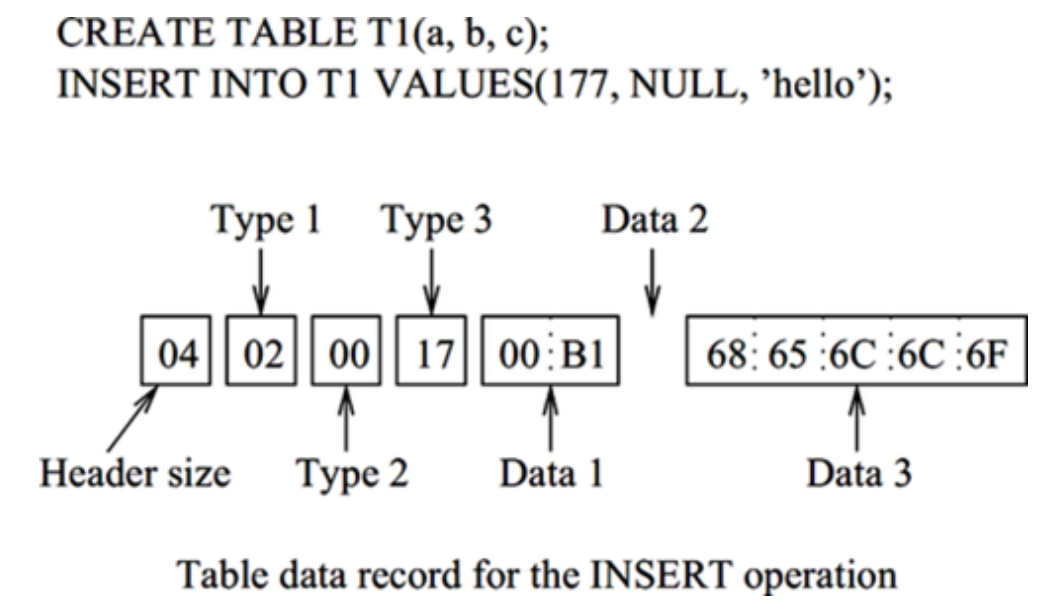 CREATE TABLE T1(a, b, c);
INSERT INTO T1 VALUES(177, NULL, ’hello’);
Type 1 Type 3 Data 2
04 02 00 17 00 B1 68 65 6C 6C 6F
Header size Type 2 Data 1 Data 3
Table data record for the INSERT operation